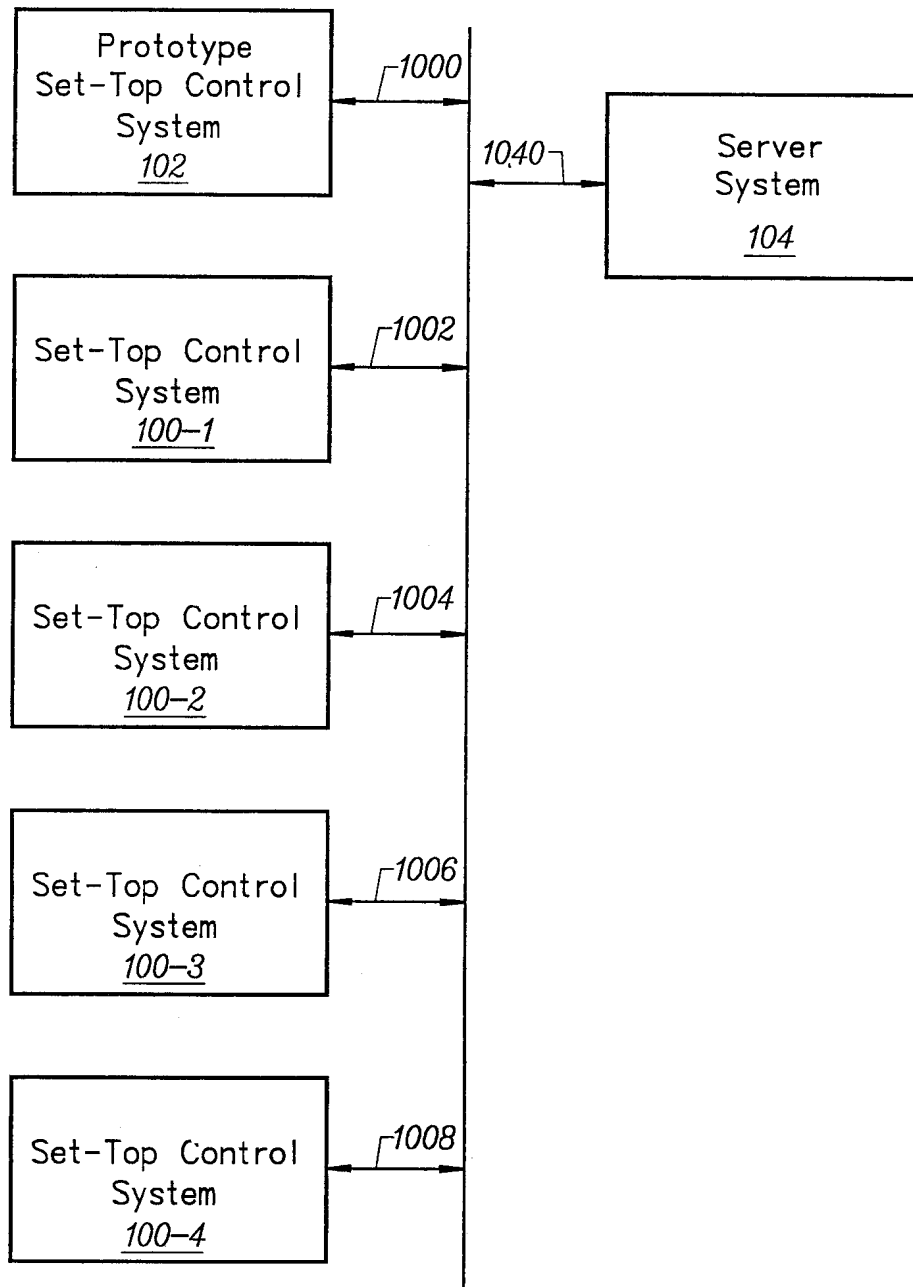 Prototype
Set-Top Control
System
102
1000
1040
Server
System
104
Set-Top Control
System
100-1
1002
Set-Top Control
System
100-2
1004
Set-Top Control
System
100-3
1006
Set-Top Control
System
100-4
1008